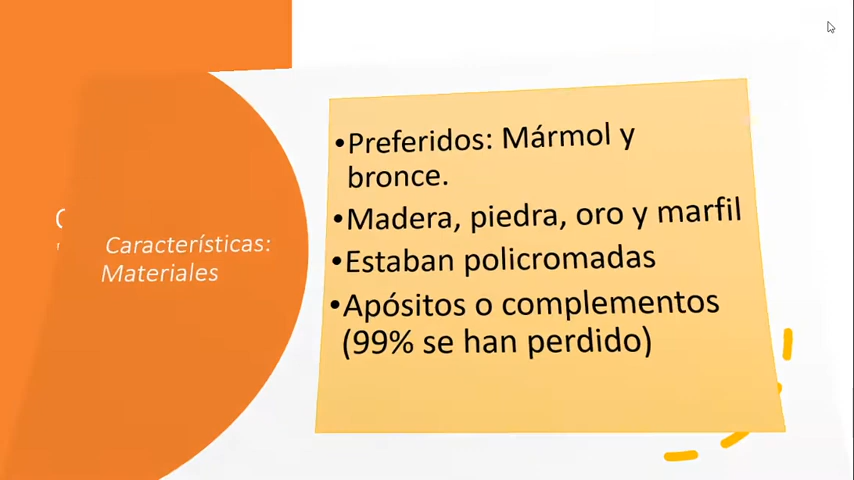 Características:
Materiales
•Preferidos: Mármol y
bronce.
•Madera, piedra, oro y marfil
•Estaban policromadas
•Apósitos o complementos
(99% se han perdido)